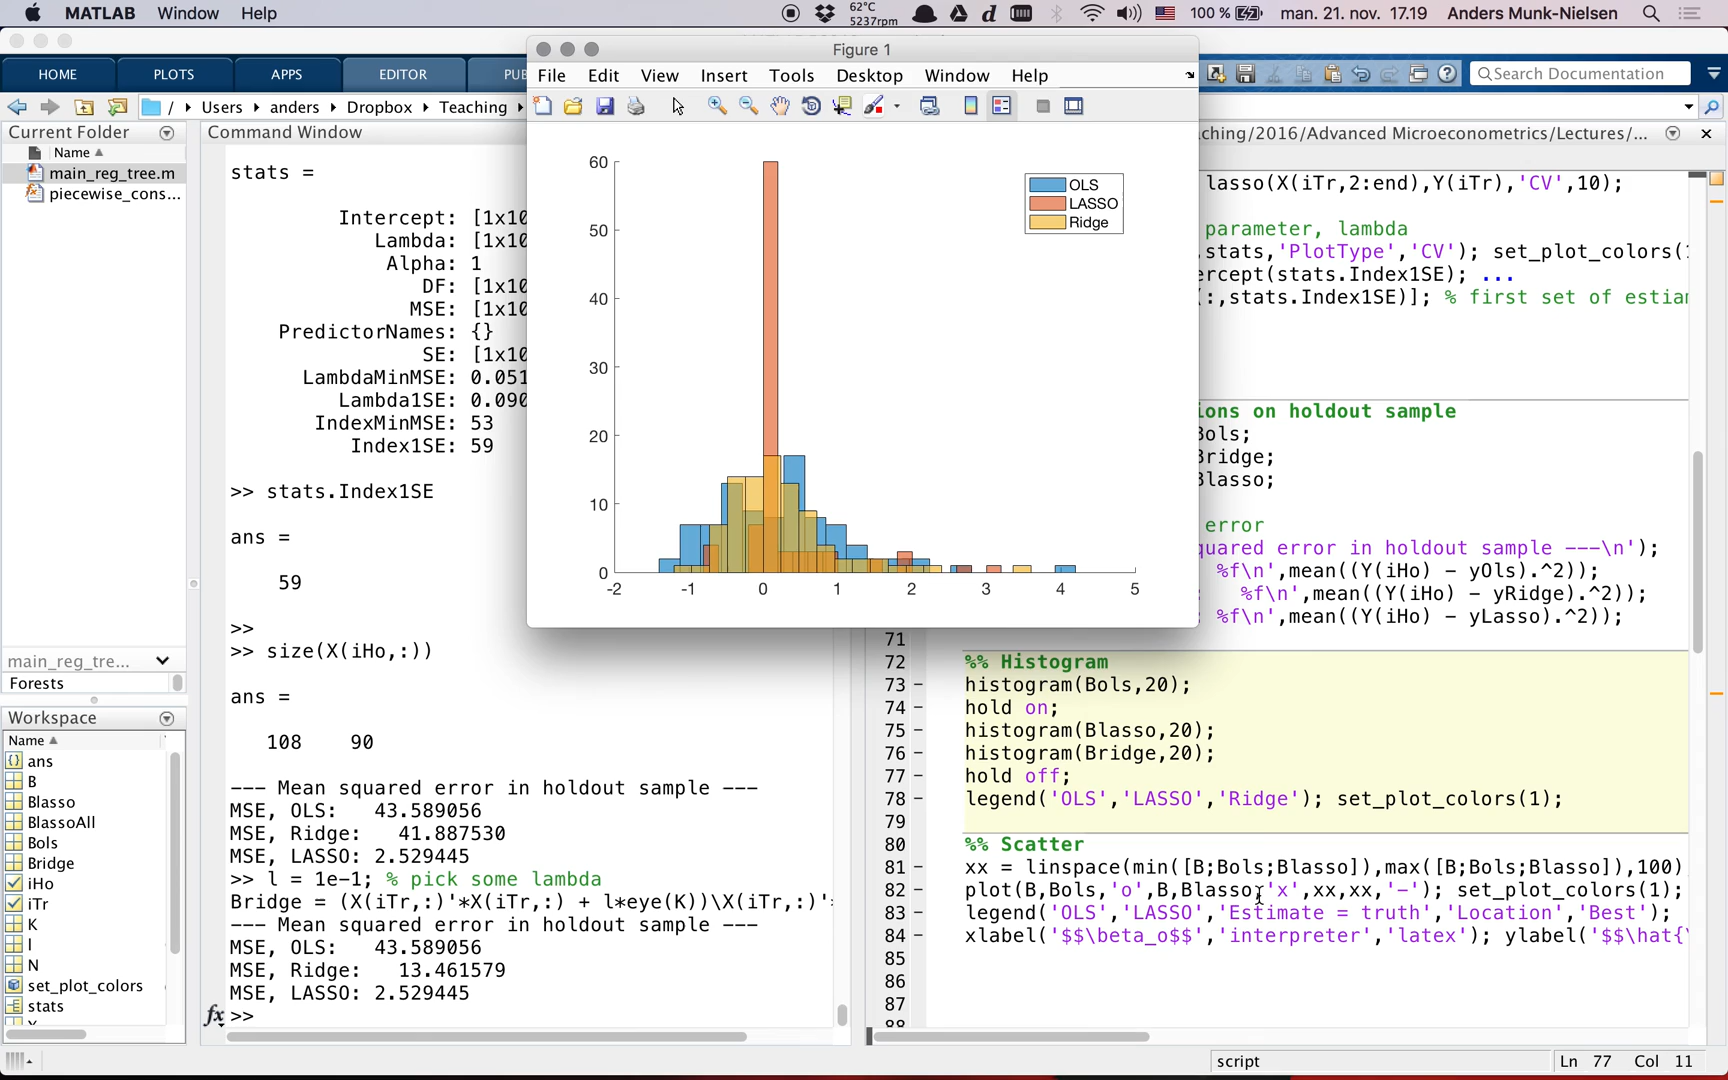 MATLAB Window Help 62°C 5237rpm d 100 % man. 21. nov. 17.19 Anders Munk-Nielsen
Figure 1
HOME PLOTS APPS EDITOR PUB
File Edit View Insert Tools Desktop Window Help
Search Documentation
/ Users anders Dropbox Teaching
Current Folder
Name
main_reg_tree.m
piecewise_cons...
main_reg_tre...
Forests
Workspace
Name
ans
B
Blasso
BlassoAll
Bols
Bridge
iHo
iTr
K
l
N
set_plot_colors
stats
Command Window
stats =
Intercept: [1x10
Lambda: [1x10
Alpha: 1
DF: [1x10
MSE: [1x10
PredictorNames: {}
SE: [1x10
LambdaMinMSE: 0.051
Lambda1SE: 0.090
IndexMinMSE: 53
Index1SE: 59
>> stats.Index1SE
ans =
59
>>
>> size(X(iHo,:))
ans =
108 90
--- Mean squared error in holdout sample ---
MSE, OLS: 43.589056
MSE, Ridge: 41.887530
MSE, LASSO: 2.529445
>> l = 1e-1; % pick some lambda
Bridge = (X(iTr,:)'*X(iTr,:) + l*eye(K))\X(iTr,:)'
--- Mean squared error in holdout sample ---
MSE, OLS: 43.589056
MSE, Ridge: 13.461579
MSE, LASSO: 2.529445
fx >>
60
50
40
30
20
10
0
-2 -1 0 1 2 3 4 5
OLS
LASSO
Ridge
ching/2016/Advanced Microeconometrics/Lectures/...
lasso(X(iTr,2:end),Y(iTr),'CV',10);
parameter, lambda
stats,'PlotType','CV'); set_plot_colors(
ercept(stats.Index1SE); ...
(:,stats.Index1SE)]; % first set of estiam
ions on holdout sample
Bols;
Bridge;
Blasso;
error
quared error in holdout sample ---\n');
%f\n',mean((Y(iHo) - yOls).^2));
%f\n',mean((Y(iHo) - yRidge).^2));
%f\n',mean((Y(iHo) - yLasso).^2));
71
72 %% Histogram
73 - histogram(Bols,20);
74 - hold on;
75 - histogram(Blasso,20);
76 - histogram(Bridge,20);
77 - hold off;
78 - legend('OLS','LASSO','Ridge'); set_plot_colors(1);
79
80 %% Scatter
81 - xx = linspace(min([B;Bols;Blasso]),max([B;Bols;Blasso]),100)
82 - plot(B,Bols,'o',B,Blasso,'x',xx,xx,'-'); set_plot_colors(1);
83 - legend('OLS','LASSO','Estimate = truth','Location','Best');
84 - xlabel('$$\beta_o$$','interpreter','latex'); ylabel('$$\hat{\
85
86
87
88
script Ln 77 Col 11